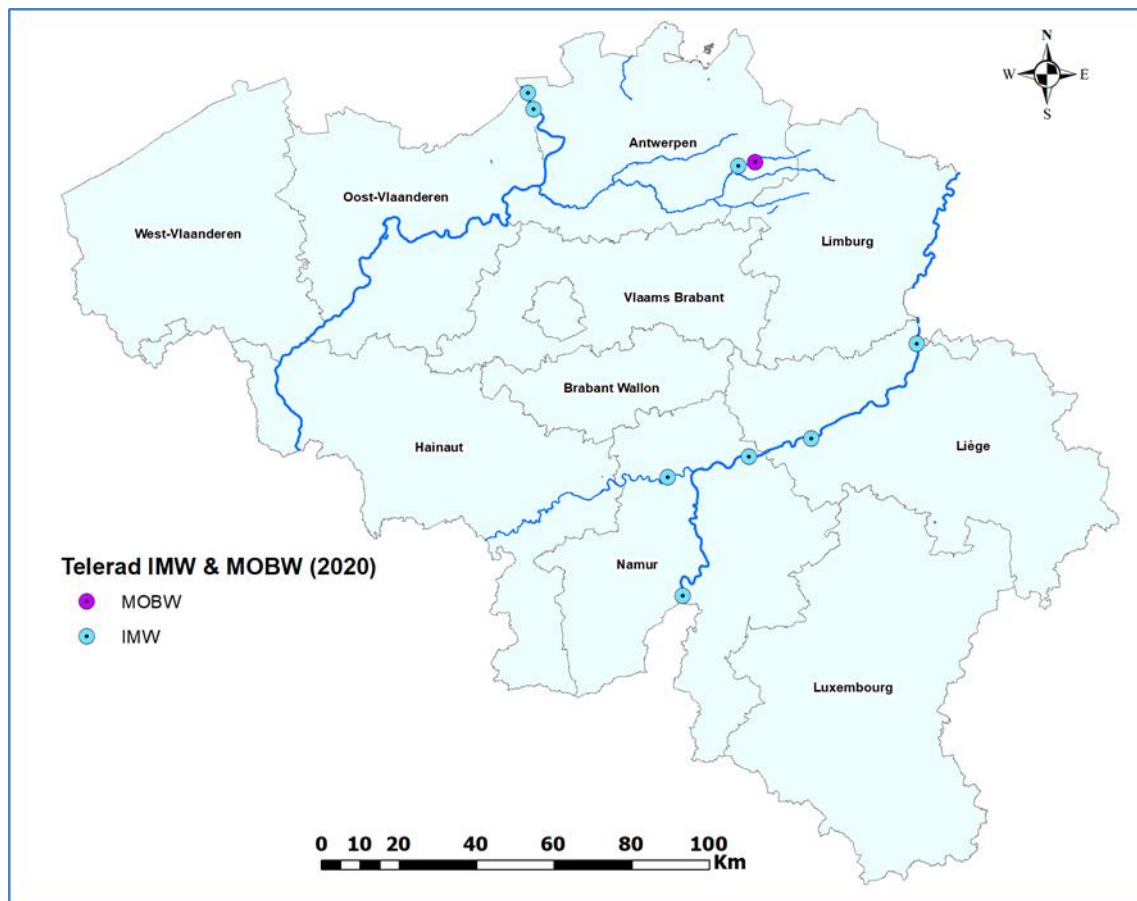 N
W E
S
Antwerpen
Oost-Vlaanderen
West-Vlaanderen
Limburg
Vlaams Brabant
Brabant Wallon
Hainaut
Liège
Namur
Luxembourg
Telerad IMW & MOBW (2020)
MOBW
IMW
0 10 20 40 60 80 100
Km